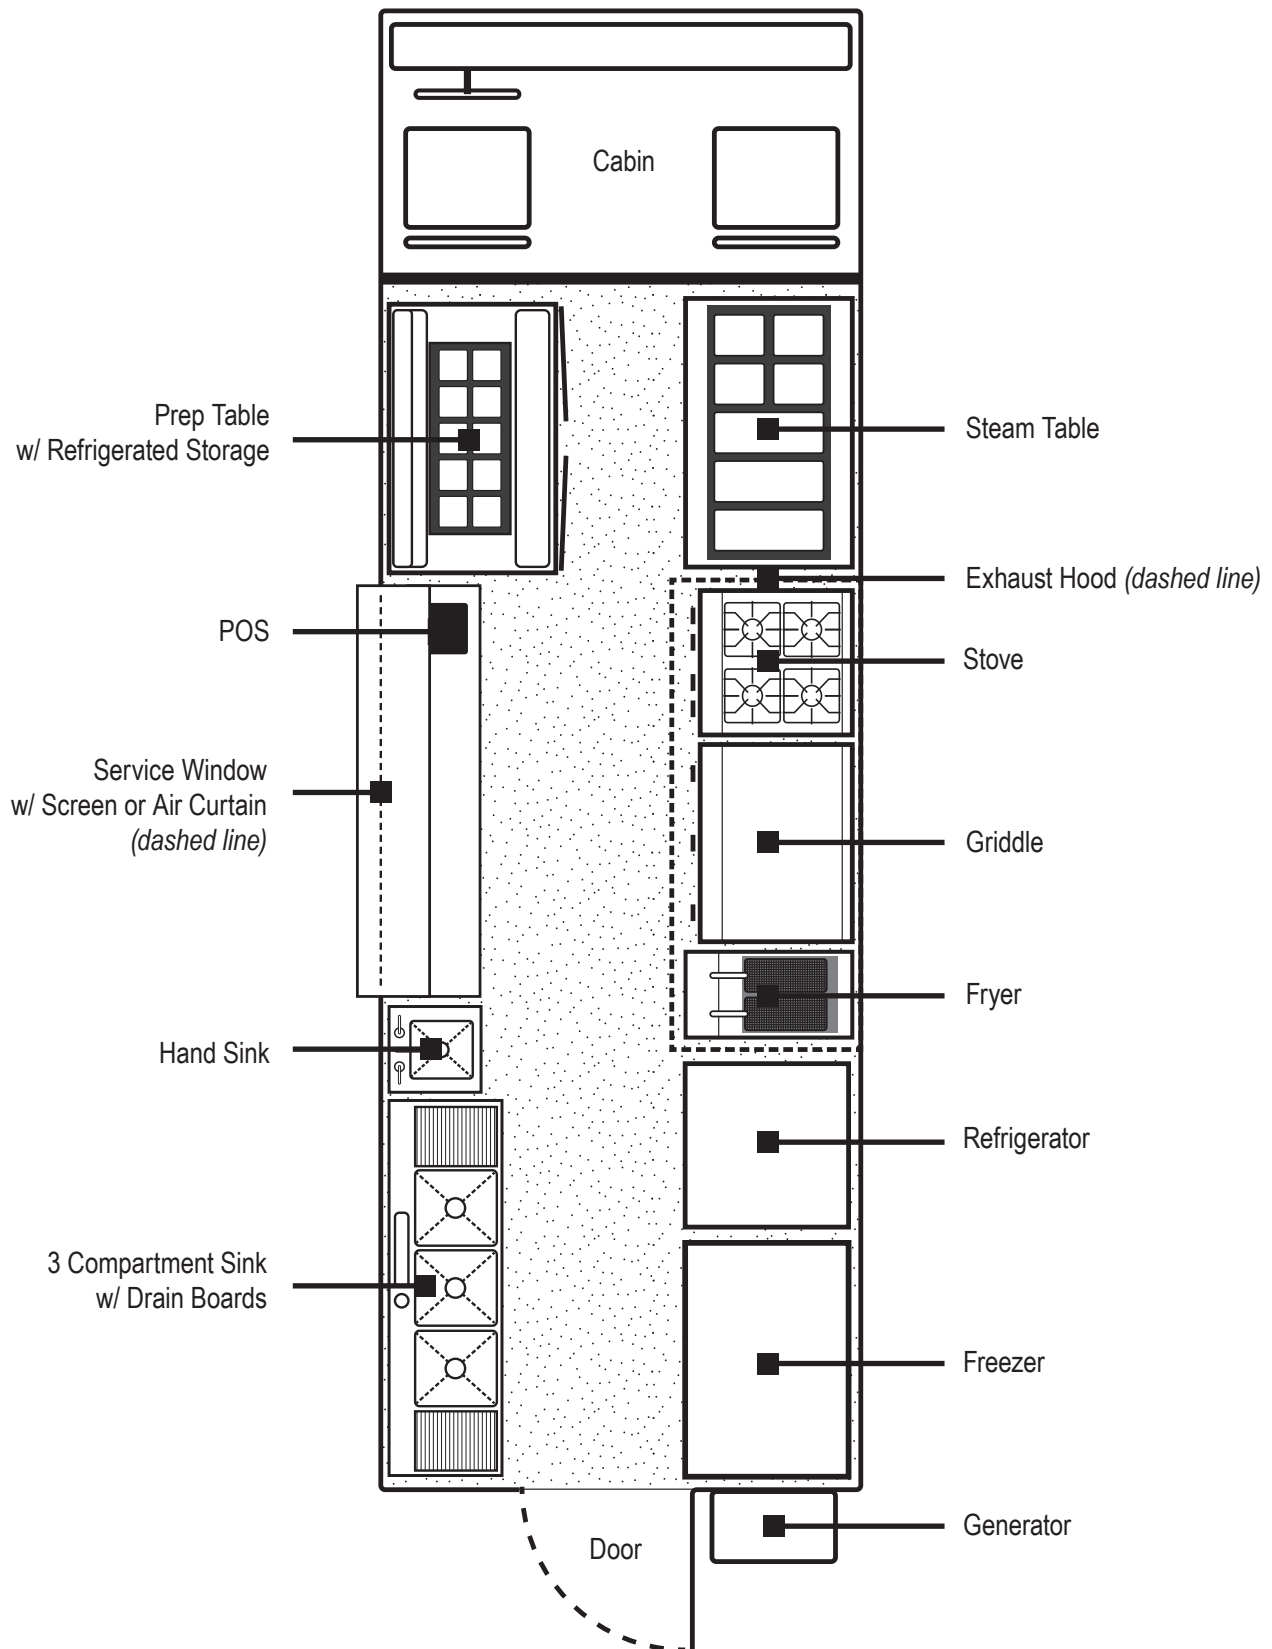 Cabin
Prep Table
w/ Refrigerated Storage
Steam Table
Exhaust Hood (dashed line)
POS
Stove
Service Window
w/ Screen or Air Curtain
(dashed line)
Griddle
Fryer
Hand Sink
Refrigerator
3 Compartment Sink
w/ Drain Boards
Freezer
Generator
Door